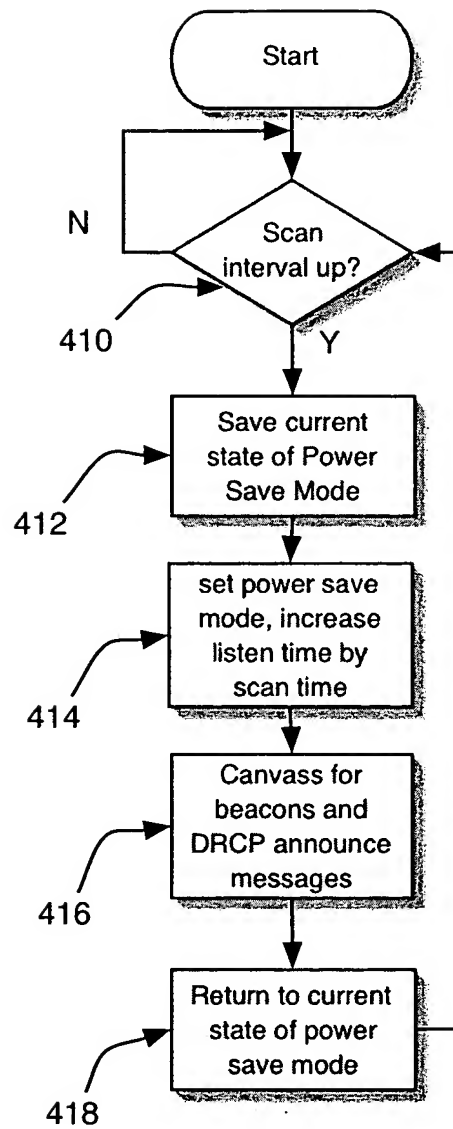 Start
N
Scan
interval up?
410
Y
Save current
state of Power
Save Mode
412
set power save
mode, increase
listen time by
scan time
414
Canvass for
beacons and
DRCP announce
messages
416
Return to current
state of power
save mode
418